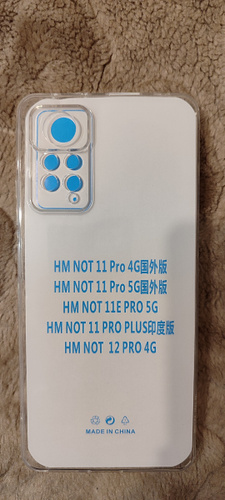 HM NOT 11 Pro 4G国外版
HM NOT 11 Pro 5G国外版
HM NOT 11E PRO 5G
HM NOT 11 PRO PLUS印度版
HM NOT 12 PRO 4G
MADE IN CHINA